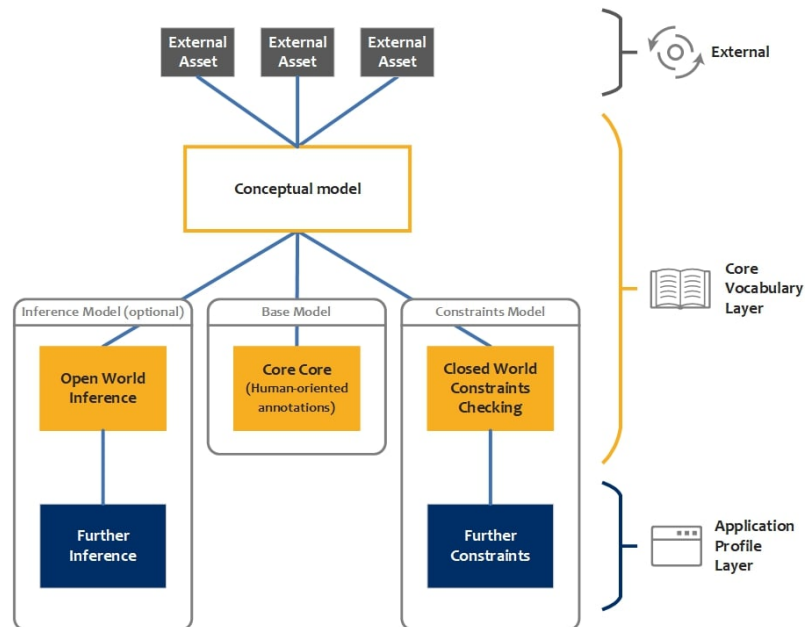 External
Asset
External
Asset
External
Asset
External
Conceptual model
Core
Vocabulary
Layer
Inference Model (optional)
Base Model
Constraints Model
Open World
Inference
Core Core
(Human-oriented
annotations)
Closed World
Constraints
Checking
Further
Inference
Further
Constraints
Application
Profile
Layer